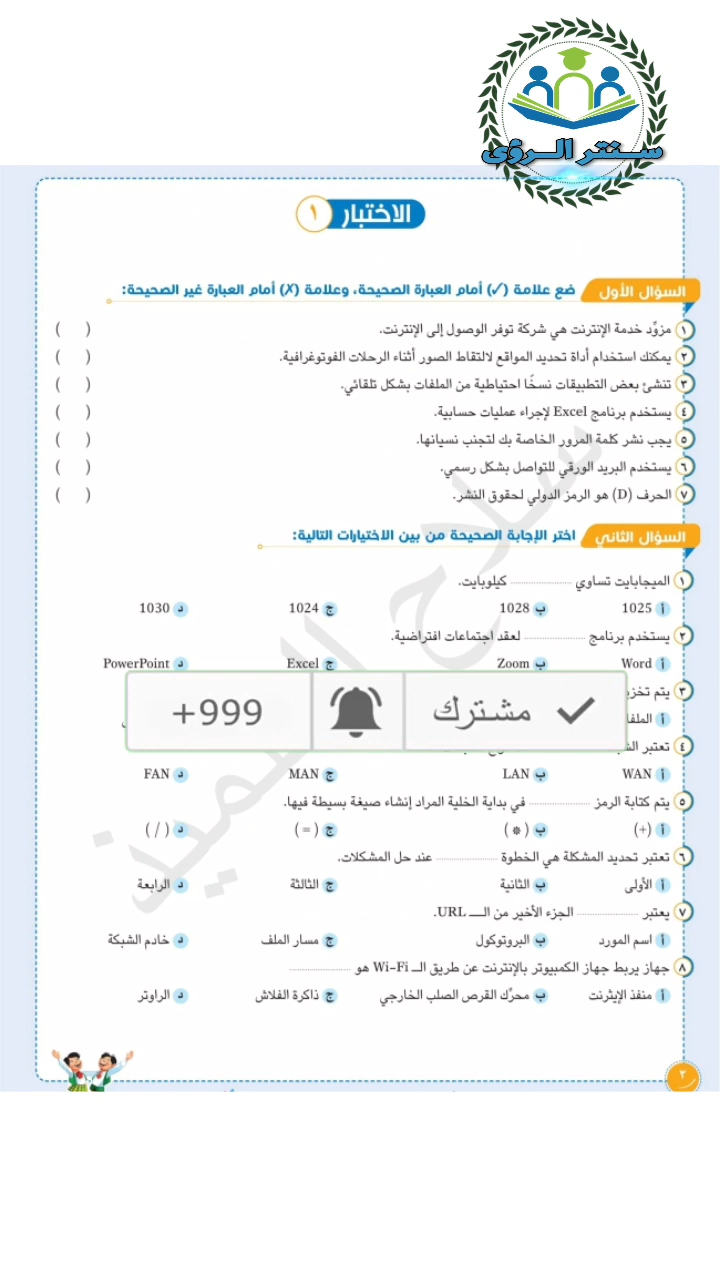 سنتر الرؤى
الاختبار ١
السؤال الأول ضع علامة (✓) أمام العبارة الصحيحة، وعلامة (✗) أمام العبارة غير الصحيحة:
١ مزوِّد خدمة الإنترنت هي شركة توفر الوصول إلى الإنترنت. ( )
٢ يمكنك استخدام أداة تحديد المواقع لالتقاط الصور أثناء الرحلات الفوتوغرافية. ( )
٣ تنشئ بعض التطبيقات نسخًا احتياطية من الملفات بشكل تلقائي. ( )
٤ يستخدم برنامج Excel لإجراء عمليات حسابية. ( )
٥ يجب نشر كلمة المرور الخاصة بك لتجنب نسيانها. ( )
٦ يستخدم البريد الورقي للتواصل بشكل رسمي. ( )
٧ الحرف (D) هو الرمز الدولي لحقوق النشر. ( )
السؤال الثاني اختر الإجابة الصحيحة من بين الاختيارات التالية:
١ الميجابايت تساوي .................... كيلوبايت.
أ 1025 ب 1028 ج 1024 د 1030
٢ يستخدم برنامج .................... لعقد اجتماعات افتراضية.
أ Word ب Zoom ج Excel د PowerPoint
٣ يتم
أ
مشترك +999
٤ تعتبر
أ WAN ب LAN ج MAN د FAN
٥ يتم كتابة الرمز .................... في بداية الخلية المراد إنشاء صيغة بسيطة فيها.
أ (+) ب (*) ج (=) د (/)
٦ تعتبر تحديد المشكلة هي الخطوة .................... عند حل المشكلات.
أ الأولى ب الثانية ج الثالثة د الرابعة
٧ يعتبر .................... الجزء الأخير من الـــ URL.
أ اسم المورد ب البروتوكول ج مسار الملف د خادم الشبكة
٨ جهاز يربط جهاز الكمبيوتر بالإنترنت عن طريق الـ Wi-Fi هو ....................
أ منفذ الإيثرنت ب محرِّك القرص الصلب الخارجي ج ذاكرة الفلاش د الراوتر
٣
سلاح التلميذ